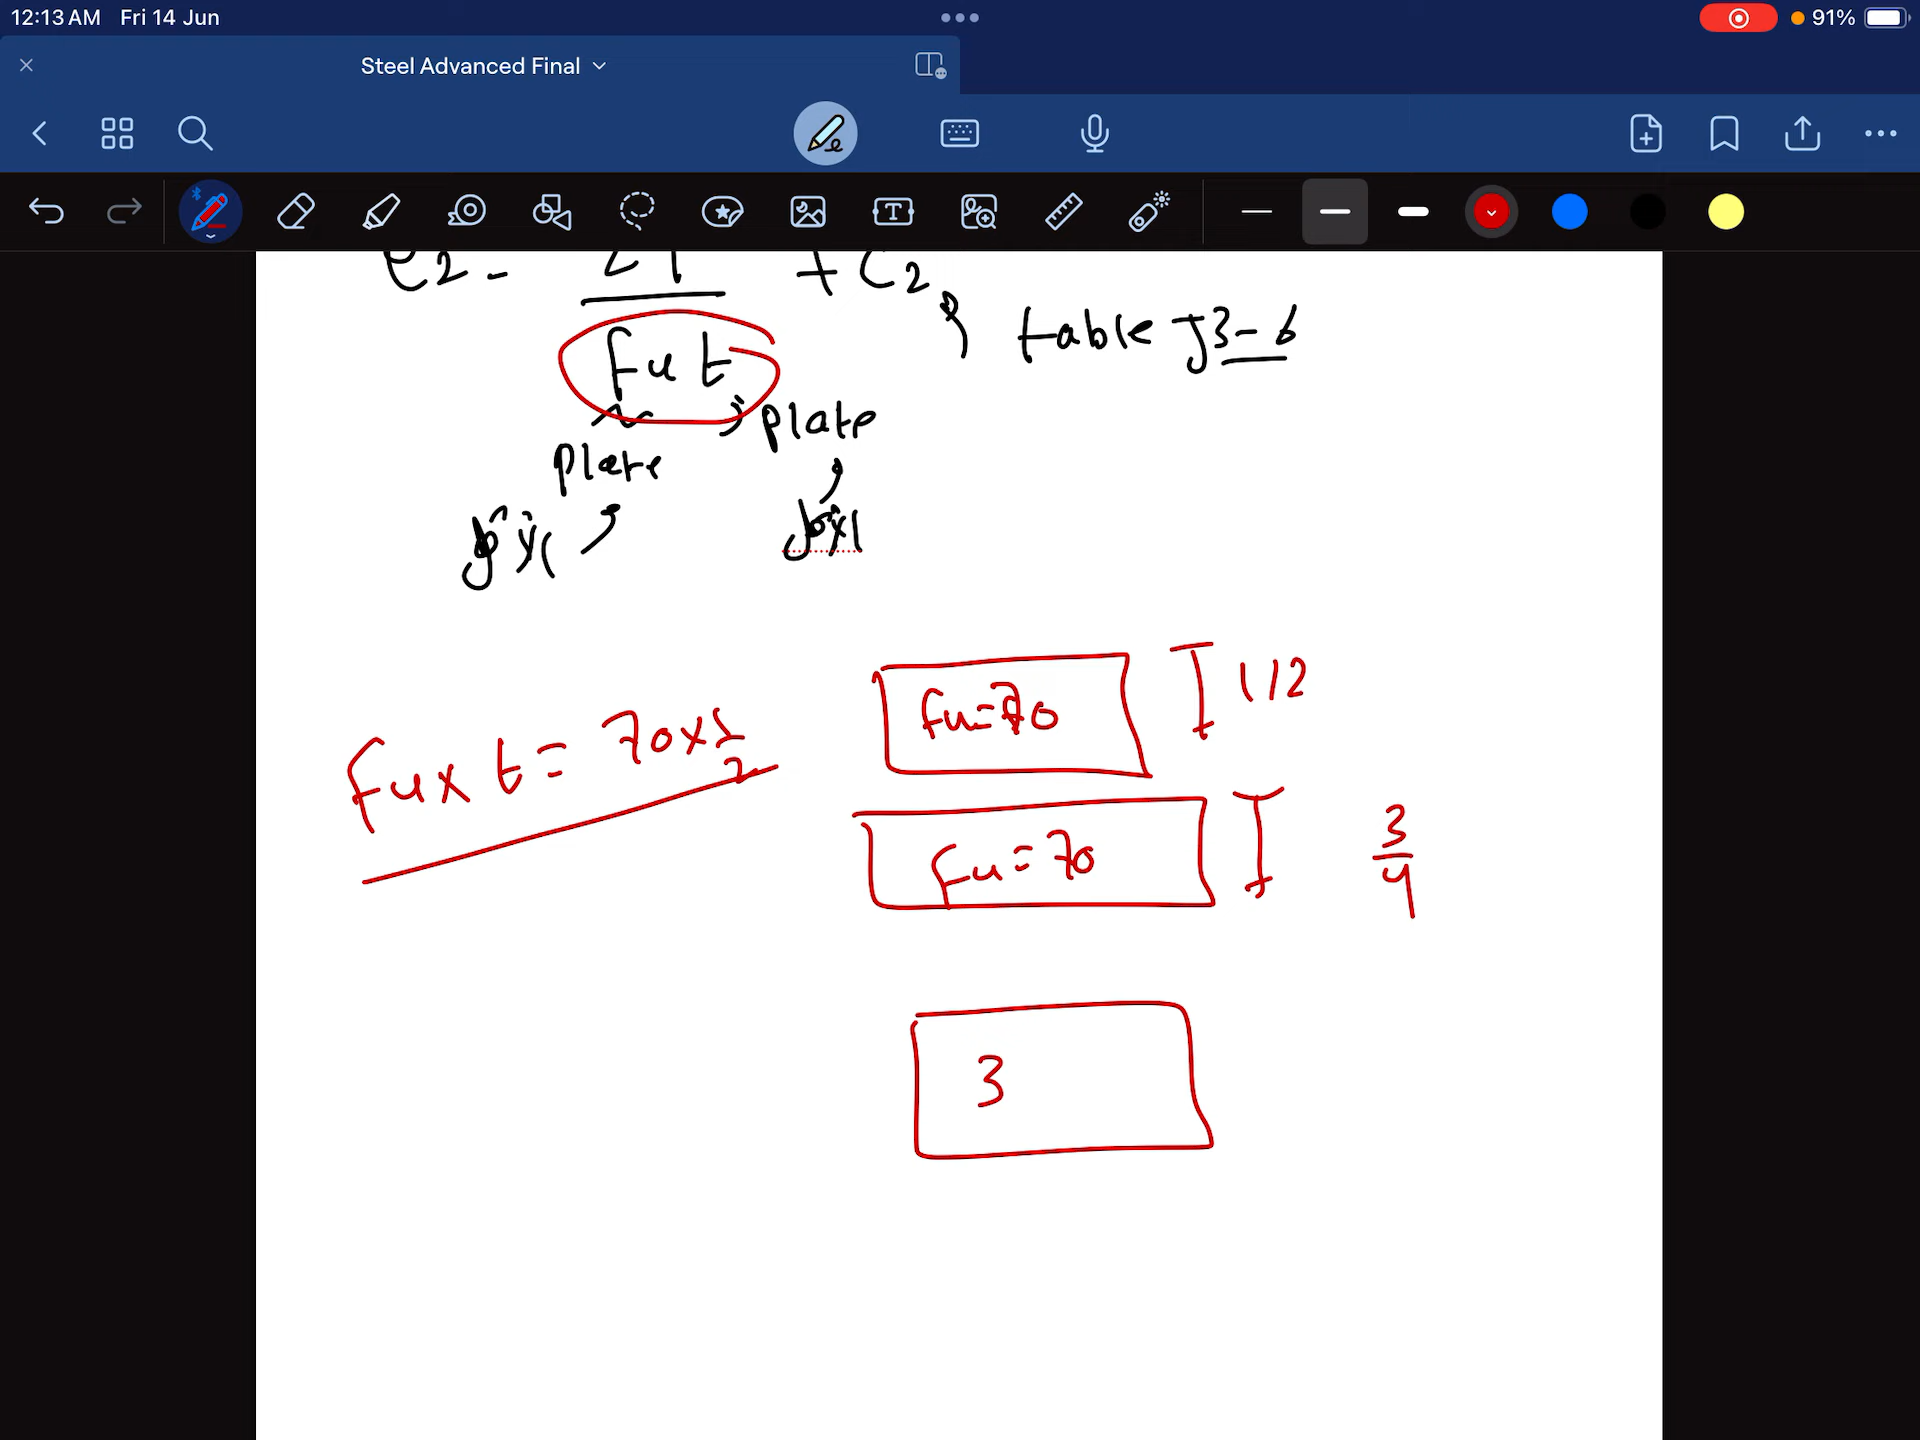 12:13 AM Fri 14 Jun
91%
Steel Advanced Final
+ C2
Fu t
table J3-6
plate
plate
Fu=70
1/2
Fu x t = 70 x 1/2
Fu = 70
3/4
3